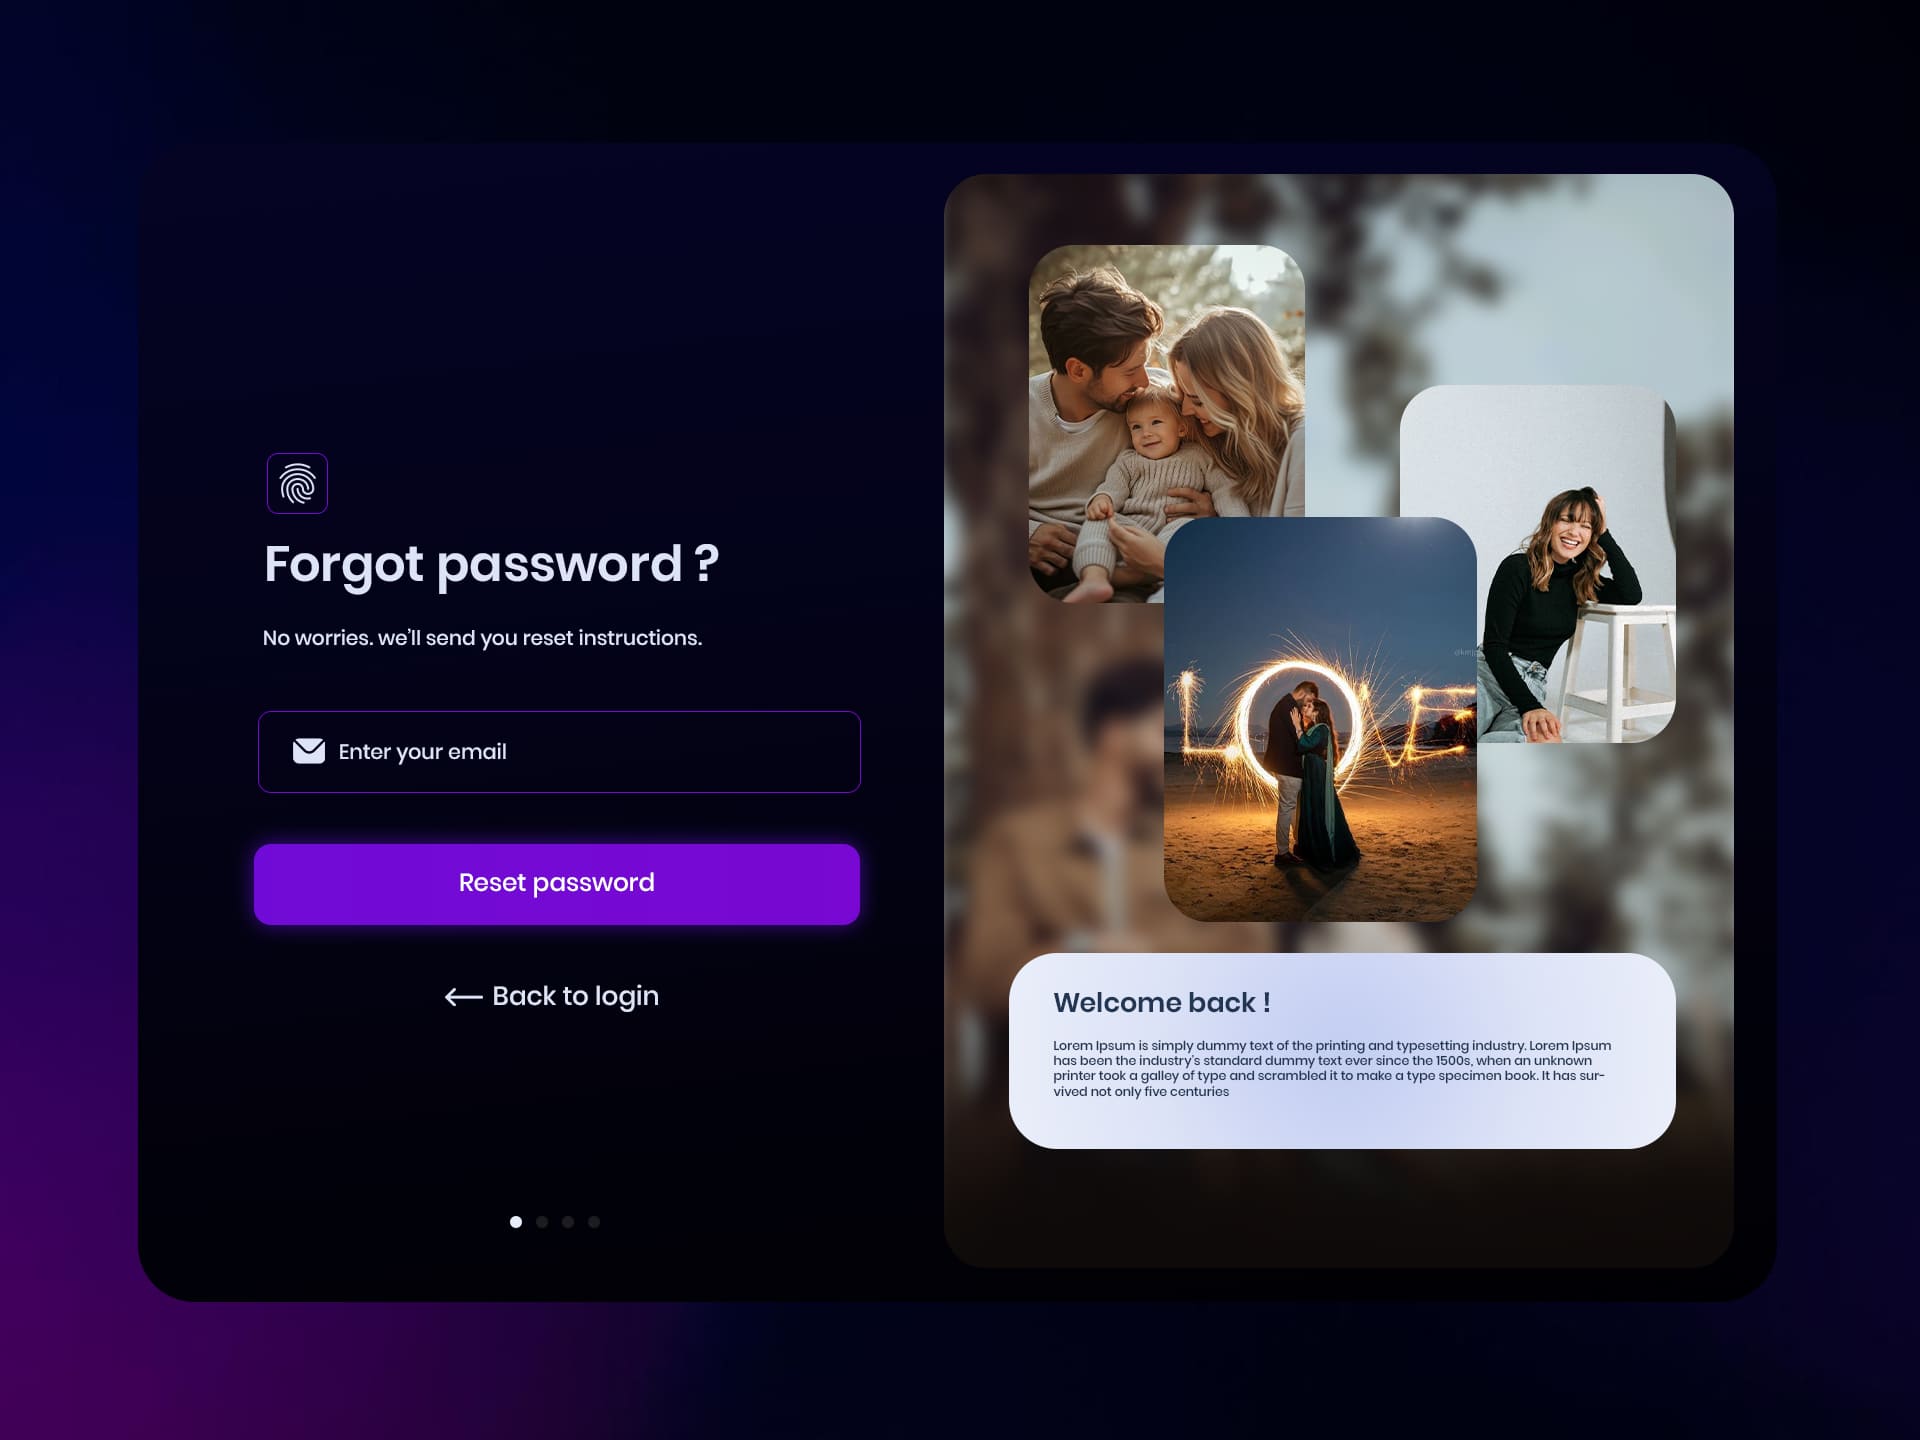 Forgot password ?
No worries. we’ll send you reset instructions.
Enter your email
Reset password
Back to login
LOVE
Welcome back !
Lorem Ipsum is simply dummy text of the printing and typesetting industry. Lorem Ipsum
has been the industry’s standard dummy text ever since the 1500s, when an unknown
printer took a galley of type and scrambled it to make a type specimen book. It has sur-
vived not only five centuries